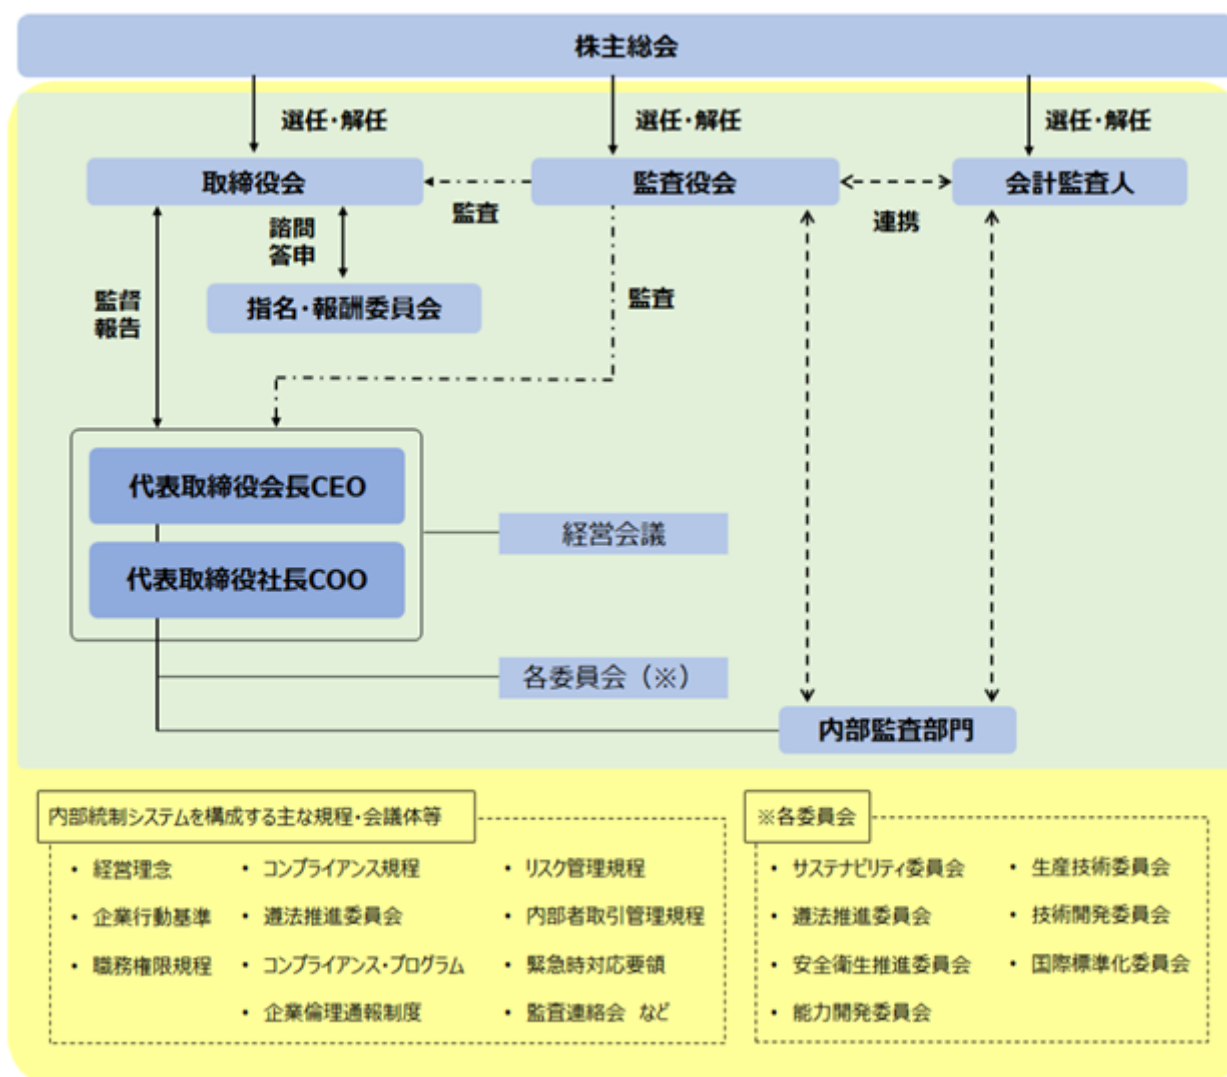 株主総会
選任・解任
選任・解任
選任・解任
取締役会
監査役会
会計監査人
監査
連携
諮問
答申
監督
報告
指名・報酬委員会
監査
代表取締役会長CEO
経営会議
代表取締役社長COO
各委員会（※）
内部監査部門
内部統制システムを構成する主な規程・会議体等
・ 経営理念
・ 企業行動基準
・ 職務権限規程
・ コンプライアンス規程
・ 遵法推進委員会
・ コンプライアンス・プログラム
・ 企業倫理通報制度
・ リスク管理規程
・ 内部者取引管理規程
・ 緊急時対応要領
・ 監査連絡会 など
※各委員会
・ サステナビリティ委員会
・ 遵法推進委員会
・ 安全衛生推進委員会
・ 能力開発委員会
・ 生産技術委員会
・ 技術開発委員会
・ 国際標準化委員会